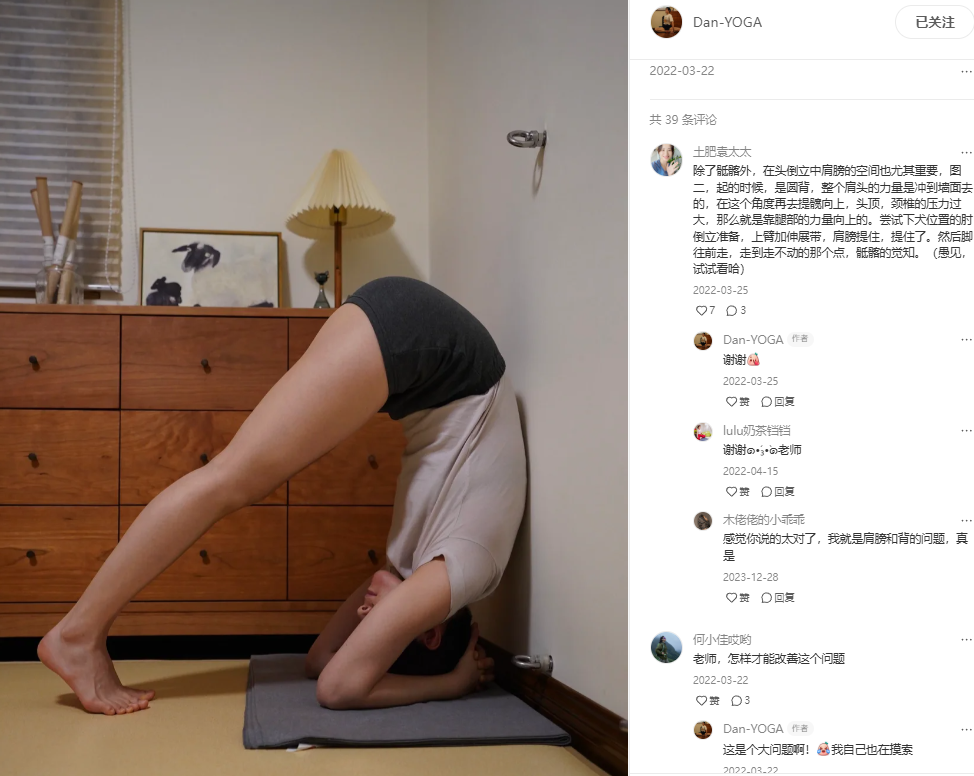 Dan-YOGA
已关注
2022-03-22
共 39 条评论
土肥袁太太
除了骶髂外，在头倒立中肩膀的空间也尤其重要，图
二，起的时候，是圆背，整个肩头的力量是冲到墙面去
的，在这个角度再去提髋向上，头顶，颈椎的压力过
大，那么就是靠腿部的力量向上的。尝试下犬位置的肘
倒立准备，上臂加伸展带，肩膀提住，提住了。然后脚
往前走，走到走不动的那个点，骶髂的觉知。（愚见，
试试看哈）
2022-03-25
7 3
Dan-YOGA 作者
谢谢
2022-03-25
赞 回复
lulu奶茶铛铛
谢谢老师
2022-04-15
赞 回复
木佬佬的小乖乖
感觉你说的太对了，我就是肩膀和背的问题，真
是
2023-12-28
赞 回复
何小佳哎哟
老师，怎样才能改善这个问题
2022-03-22
赞 3
Dan-YOGA 作者
这是个大问题啊！我自己也在摸索
2022-03-22